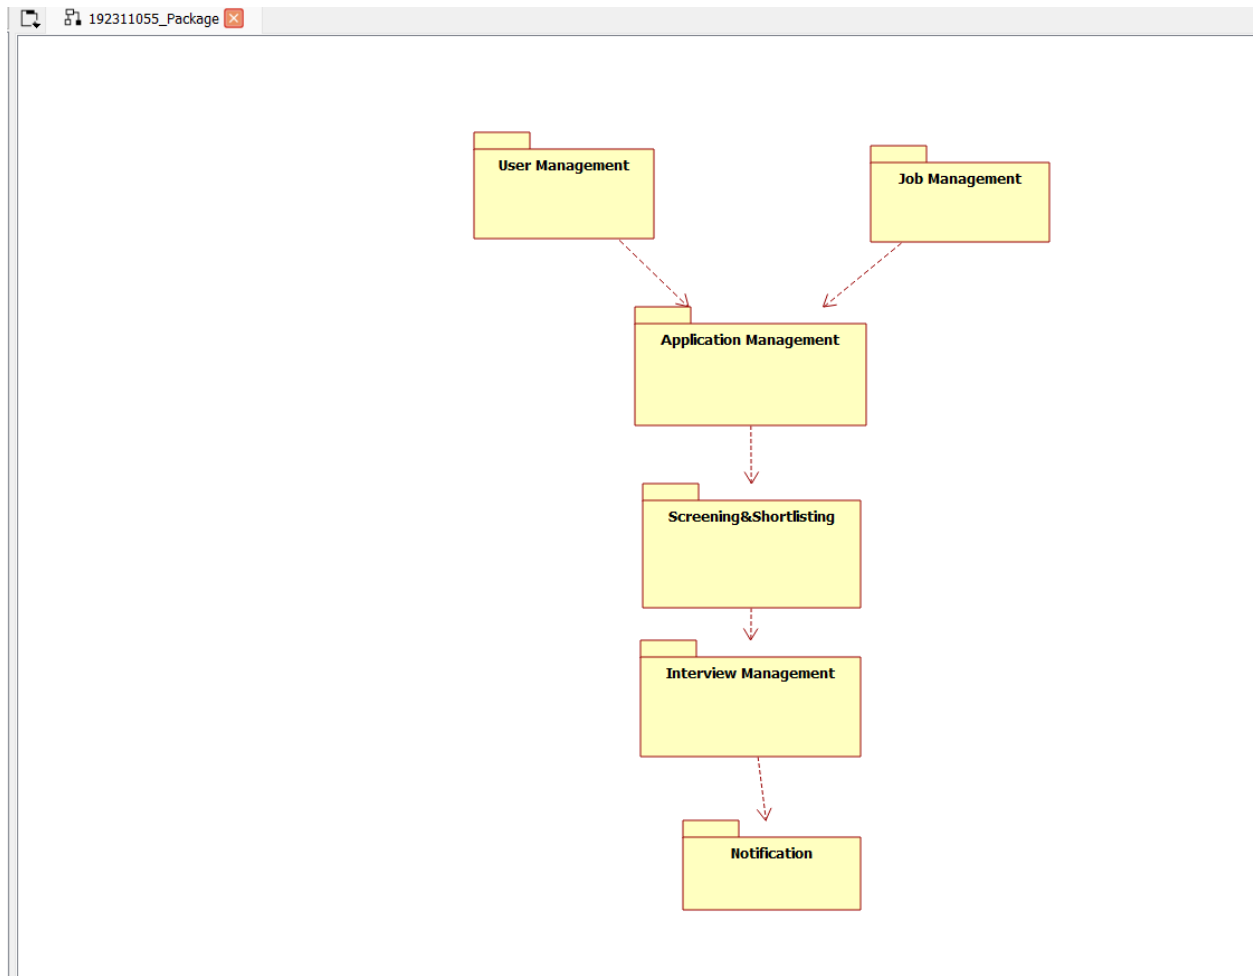 192311055_Package
User Management
Job Management
Application Management
Screening&Shortlisting
Interview Management
Notification